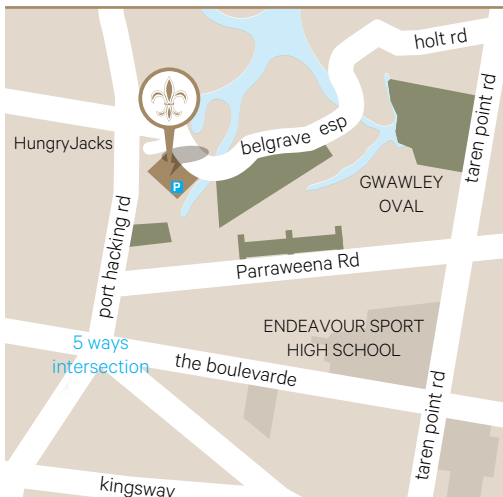 holt rd
taren point rd
HungryJacks
belgrave esp
P
GWAWLEY
OVAL
port hacking rd
Parraweena Rd
ENDEAVOUR SPORT
HIGH SCHOOL
5 ways
intersection
the boulevarde
taren point rd
kingsway